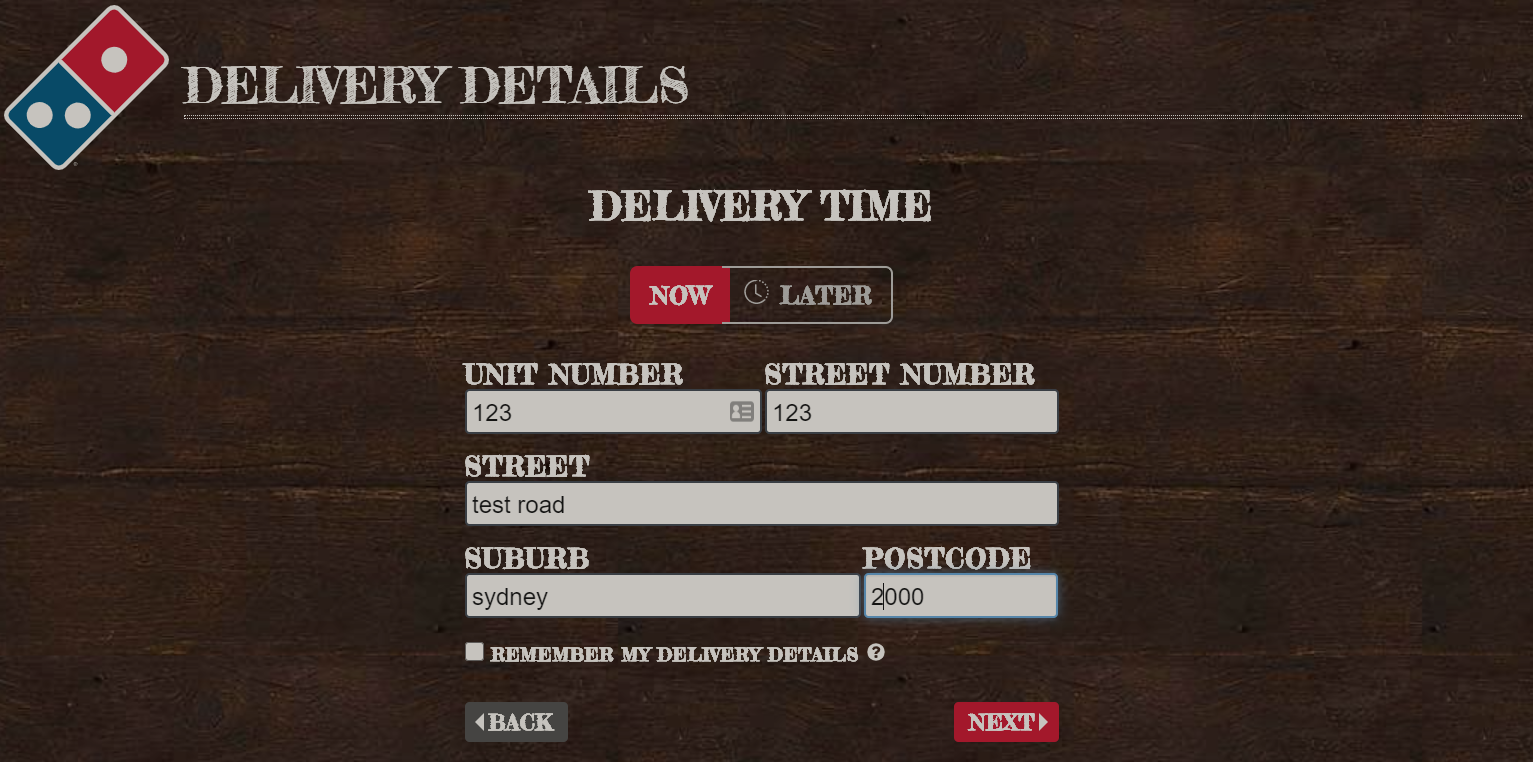 DELIVERY DETAILS
DELIVERY TIME
NOW LATER
UNIT NUMBER STREET NUMBER
123 123
STREET
test road
SUBURB POSTCODE
sydney 2000
REMEMBER MY DELIVERY DETAILS ?
BACK NEXT